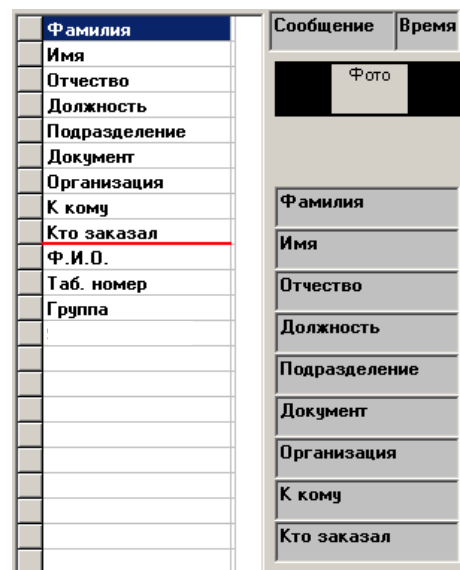 Фамилия
Имя
Отчество
Должность
Подразделение
Документ
Организация
К кому
Кто заказал
Ф.И.О.
Таб. номер
Группа
Сообщение Время
Фото
Фамилия
Имя
Отчество
Должность
Подразделение
Документ
Организация
К кому
Кто заказал